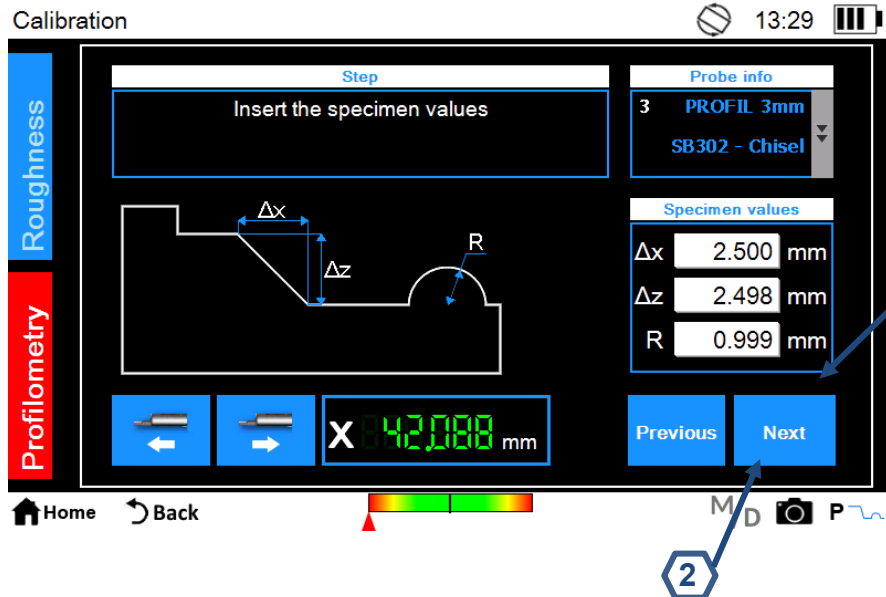 Calibration
13:29
Roughness
Profilometry
Step
Insert the specimen values
Probe info
3 PROFIL 3mm
SB302 - Chisel
Δx
Δz
R
Specimen values
Δx 2.500 mm
Δz 2.498 mm
R 0.999 mm
X 42,088 mm
Previous
Next
Home
Back
M/D
P
2